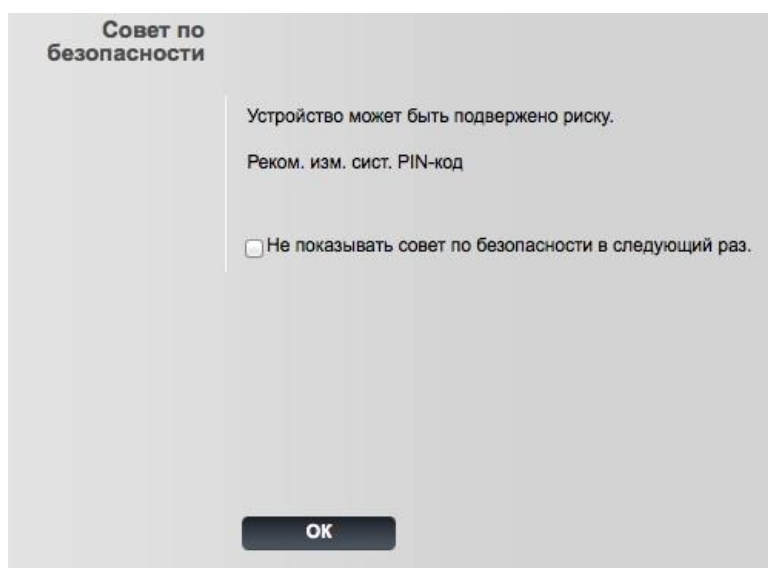 Совет по
безопасности
Устройство может быть подвержено риску.
Реком. изм. сист. PIN-код
Не показывать совет по безопасности в следующий раз.
ОК